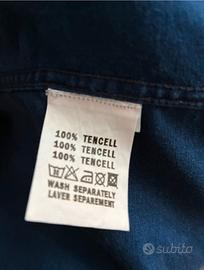 100% TENCELL
100% TENCELL
100% TENCELL
WASH SEPARATELY
LAVER SEPAREMENT
subito